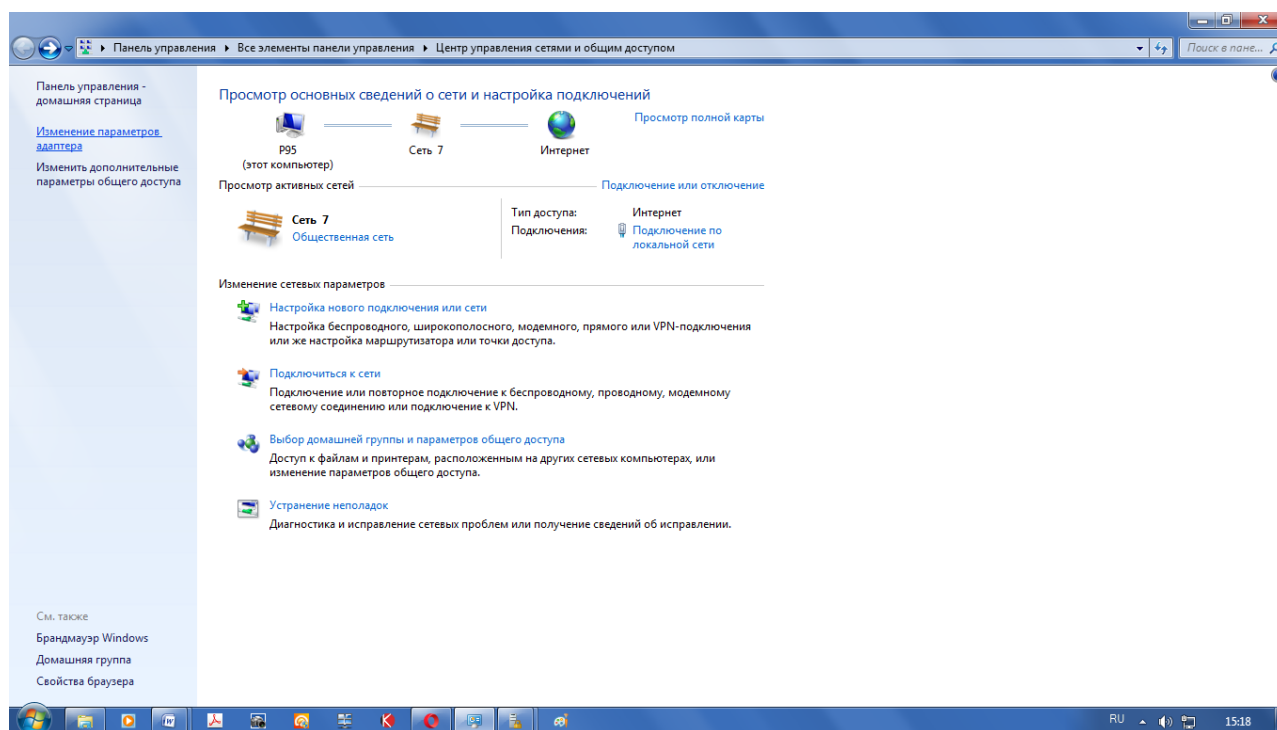 Панель управления ▸ Все элементы панели управления ▸ Центр управления сетями и общим доступом
Поиск в пане...
Панель управления -
домашняя страница
Изменение параметров
адаптера
Изменить дополнительные
параметры общего доступа
Просмотр основных сведений о сети и настройка подключений
Просмотр полной карты
P95
(этот компьютер)
Сеть 7
Интернет
Просмотр активных сетей
Подключение или отключение
Сеть 7
Общественная сеть
Тип доступа: Интернет
Подключения: Подключение по
локальной сети
Изменение сетевых параметров
Настройка нового подключения или сети
Настройка беспроводного, широкополосного, модемного, прямого или VPN-подключения
или же настройка маршрутизатора или точки доступа.
Подключиться к сети
Подключение или повторное подключение к беспроводному, проводному, модемному
сетевому соединению или подключение к VPN.
Выбор домашней группы и параметров общего доступа
Доступ к файлам и принтерам, расположенным на других сетевых компьютерах, или
изменение параметров общего доступа.
Устранение неполадок
Диагностика и исправление сетевых проблем или получение сведений об исправлении.
См. также
Брандмауэр Windows
Домашняя группа
Свойства браузера
RU
15:18